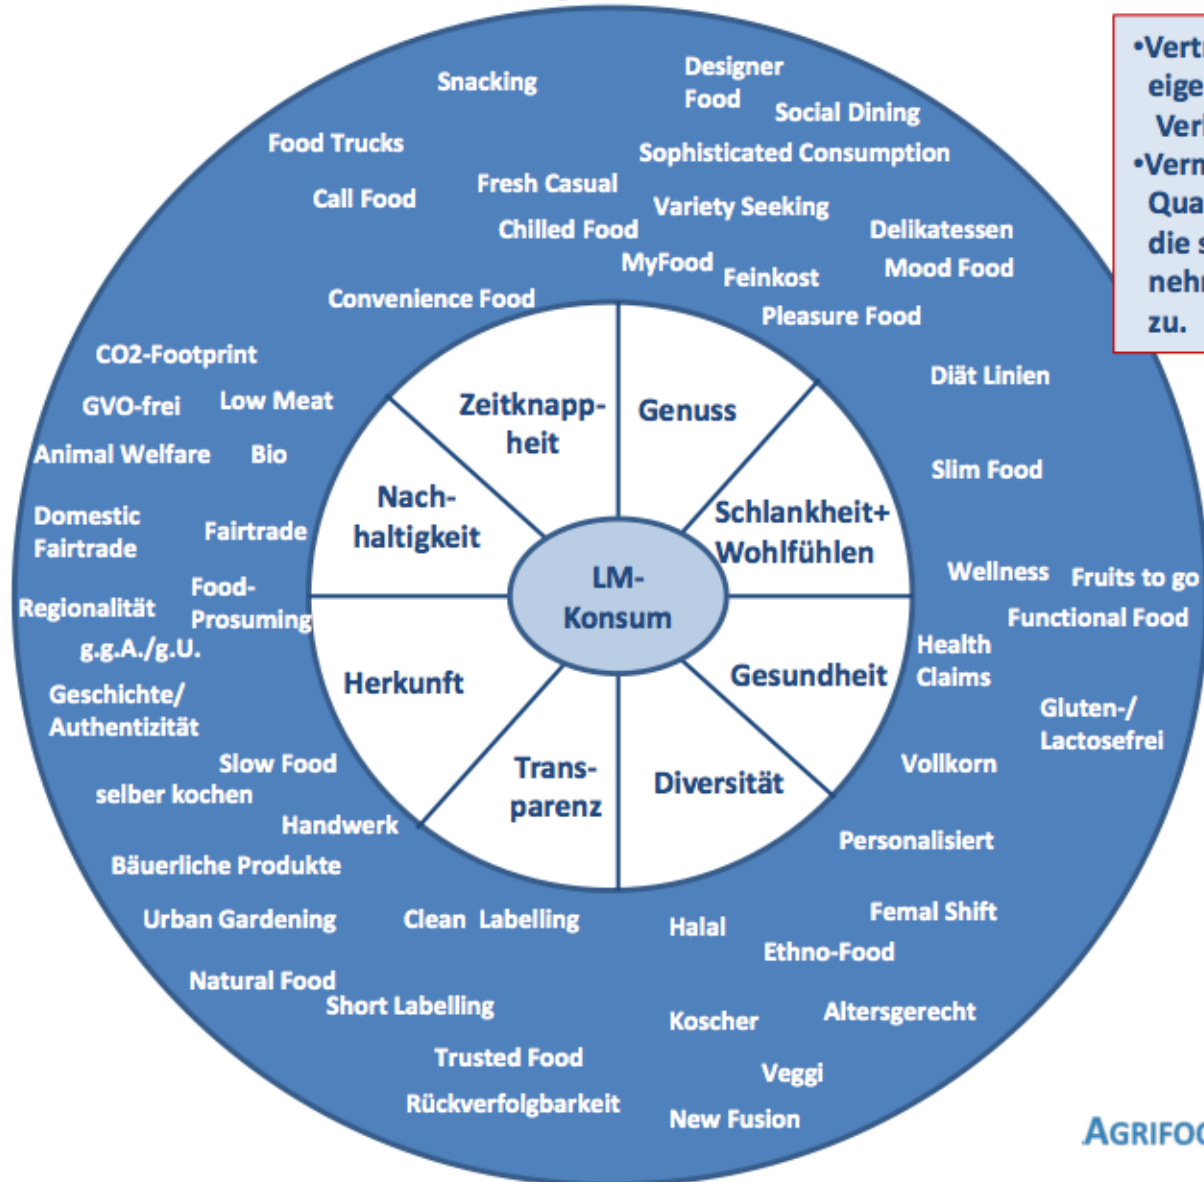 Snacking
Designer
Food
Social Dining
Food Trucks
Sophisticated Consumption
Call Food
Fresh Casual
Variety Seeking
Chilled Food
Delikatessen
MyFood
Feinkost
Mood Food
Convenience Food
Pleasure Food
CO2-Footprint
GVO-frei
Low Meat
Animal Welfare
Bio
Domestic
Fairtrade
Fairtrade
Regionalität
Food-
Prosuming
g.g.A./g.U.
Geschichte/
Authentizität
Slow Food
selber kochen
Handwerk
Bäuerliche Produkte
Urban Gardening
Natural Food
Clean Labelling
Short Labelling
Trusted Food
Rückverfolgbarkeit
Diät Linien
Slim Food
Wellness
Fruits to go
Functional Food
Health
Claims
Gluten-/
Lactosefrei
Vollkorn
Personalisiert
Femal Shift
Halal
Ethno-Food
Koscher
Altersgerecht
Veggi
New Fusion
Zeitknapp-
heit
Genuss
Nach-
haltigkeit
Schlankheit+
Wohlfühlen
LM-
Konsum
Herkunft
Gesundheit
Trans-
parenz
Diversität
•Vert
eige
Ver
•Vern
Qua
die s
nehr
zu.
AGRIFOO